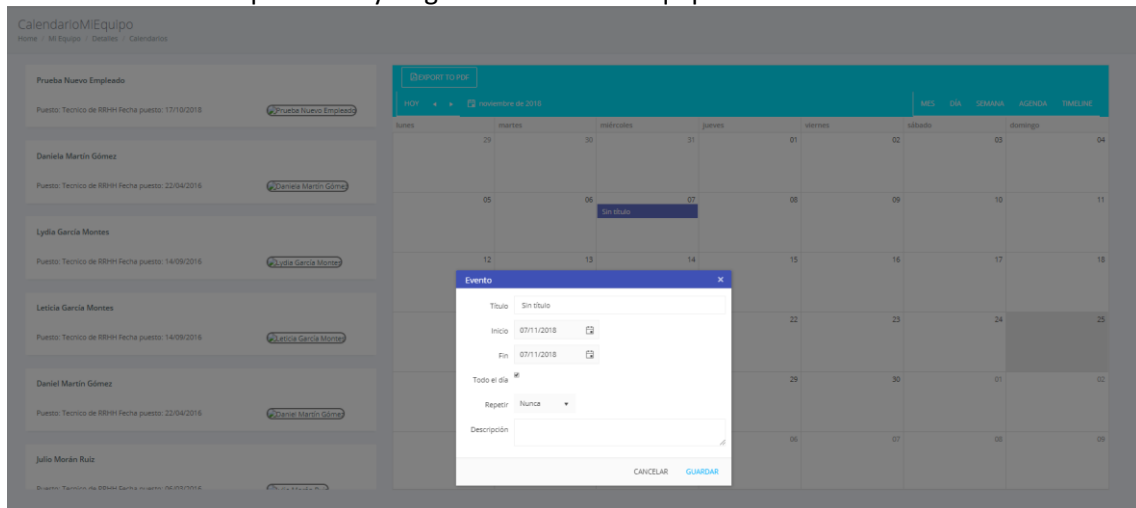 CalendarioMiEquipo
Home / Mi Equipo / Detalles / Calendarios
Prueba Nuevo Empleado
Puesto: Tecnico de RRHH Fecha puesto: 17/10/2018
Prueba Nuevo Empleado
Daniela Martín Gómez
Puesto: Tecnico de RRHH Fecha puesto: 22/04/2016
Daniela Martín Gómez
Lydia García Montes
Puesto: Tecnico de RRHH Fecha puesto: 14/09/2016
Lydia García Montes
Leticia García Montes
Puesto: Tecnico de RRHH Fecha puesto: 14/09/2016
Leticia García Montes
Daniel Martín Gómez
Puesto: Tecnico de RRHH Fecha puesto: 22/04/2016
Daniel Martín Gómez
Julio Morán Ruiz
EXPORT TO PDF
HOY noviembre de 2018 MES DÍA SEMANA AGENDA TIMELINE
lunes martes miércoles jueves viernes sábado domingo
29 30 31 01 02 03 04
05 06 07 08 09 10 11
Sin título
12 13 14 15 16 17 18
22 23 24 25
29 30 01 02
06 07 08 09
Evento
Título Sin título
Inicio 07/11/2018
Fin 07/11/2018
Todo el día
Repetir Nunca
Descripción
CANCELAR GUARDAR